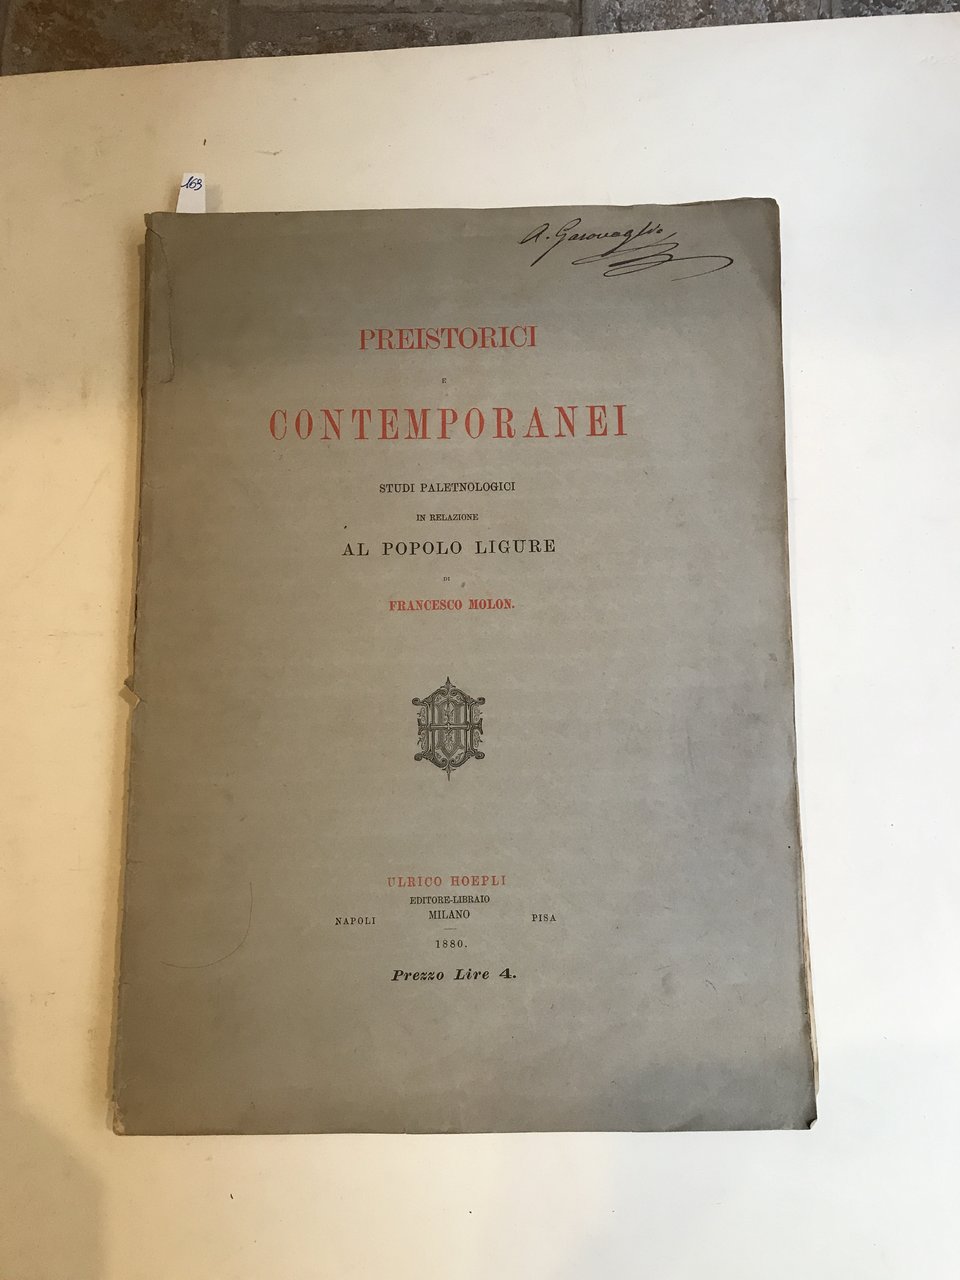 163
A. Garovaglio
PREISTORICI
E
CONTEMPORANEI
STUDI PALETNOLOGICI
IN RELAZIONE
AL POPOLO LIGURE
DI
FRANCESCO MOLON.
ULRICO HOEPLI
EDITORE-LIBRAIO
NAPOLI MILANO PISA
1880.
Prezzo Lire 4.